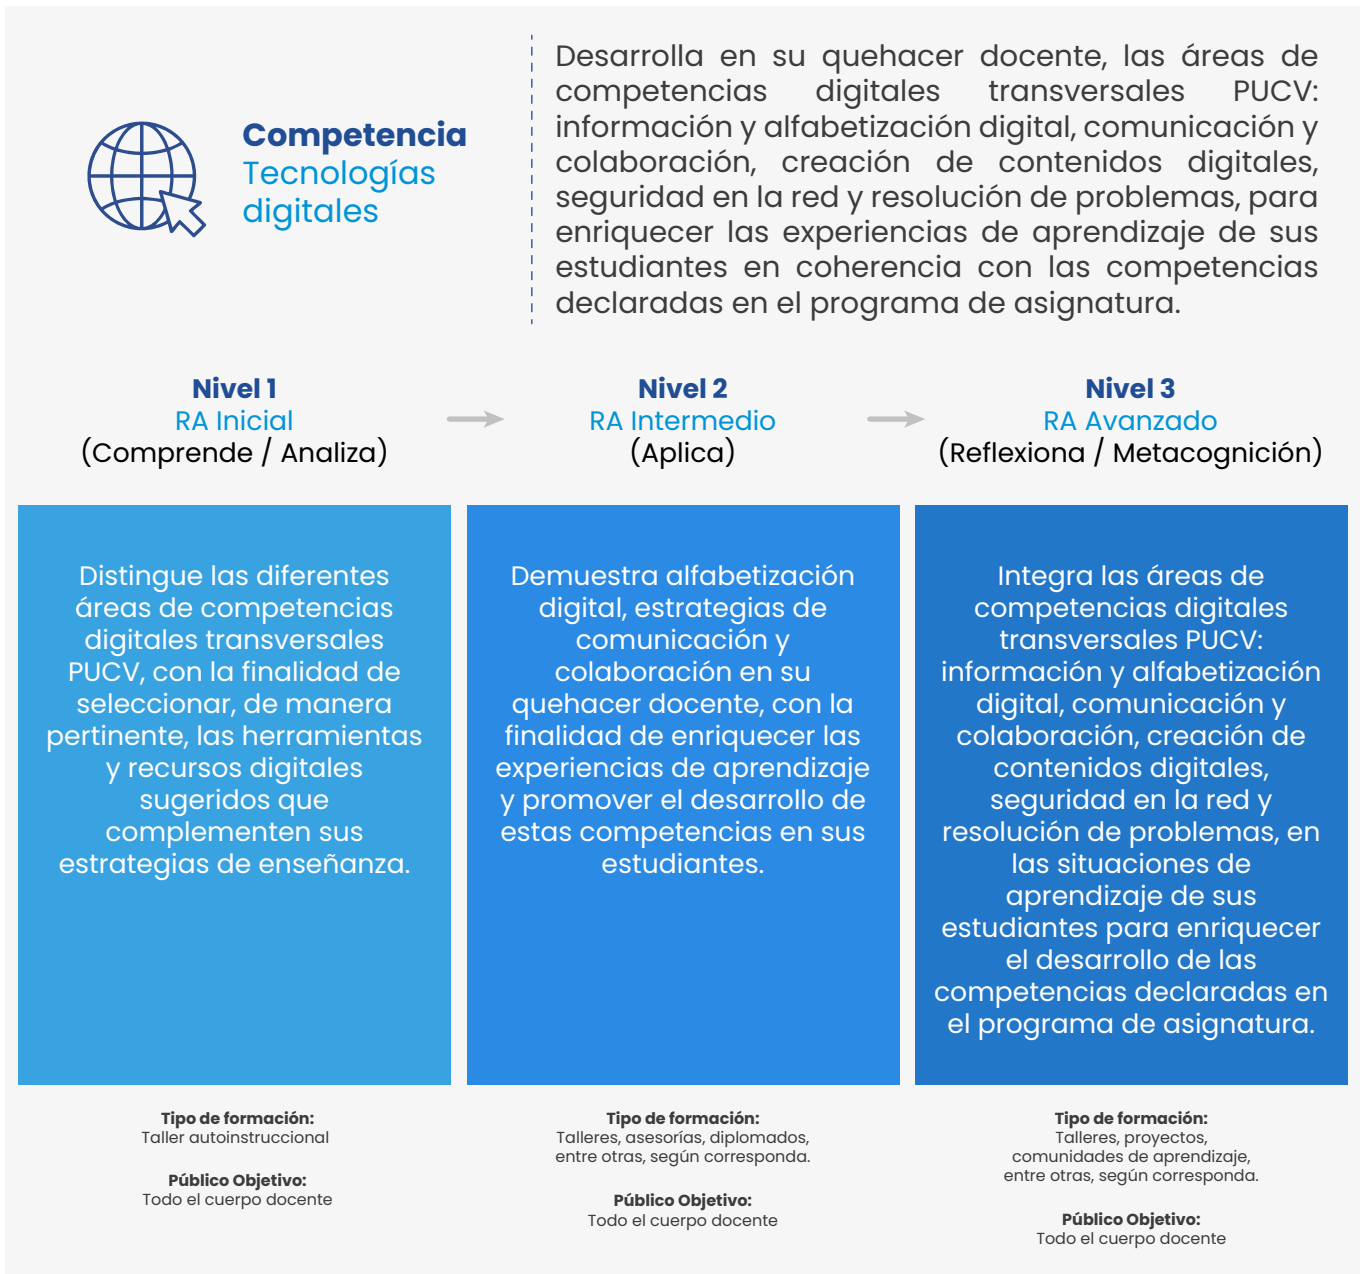 Competencia
Tecnologías
digitales
Desarrolla en su quehacer docente, las áreas de
competencias digitales transversales PUCV:
información y alfabetización digital, comunicación y
colaboración, creación de contenidos digitales,
seguridad en la red y resolución de problemas, para
enriquecer las experiencias de aprendizaje de sus
estudiantes en coherencia con las competencias
declaradas en el programa de asignatura.
Nivel 1
RA Inicial
(Comprende / Analiza)
Nivel 2
RA Intermedio
(Aplica)
Nivel 3
RA Avanzado
(Reflexiona / Metacognición)
Distingue las diferentes
áreas de competencias
digitales transversales
PUCV, con la finalidad de
seleccionar, de manera
pertinente, las herramientas
y recursos digitales
sugeridos que
complementen sus
estrategias de enseñanza.
Demuestra alfabetización
digital, estrategias de
comunicación y
colaboración en su
quehacer docente, con la
finalidad de enriquecer las
experiencias de aprendizaje
y promover el desarrollo de
estas competencias en sus
estudiantes.
Integra las áreas de
competencias digitales
transversales PUCV:
información y alfabetización
digital, comunicación y
colaboración, creación de
contenidos digitales,
seguridad en la red y
resolución de problemas, en
las situaciones de
aprendizaje de sus
estudiantes para enriquecer
el desarrollo de las
competencias declaradas en
el programa de asignatura.
Tipo de formación:
Taller autoinstruccional
Público Objetivo:
Todo el cuerpo docente
Tipo de formación:
Talleres, asesorías, diplomados,
entre otras, según corresponda.
Público Objetivo:
Todo el cuerpo docente
Tipo de formación:
Talleres, proyectos,
comunidades de aprendizaje,
entre otras, según corresponda.
Público Objetivo:
Todo el cuerpo docente